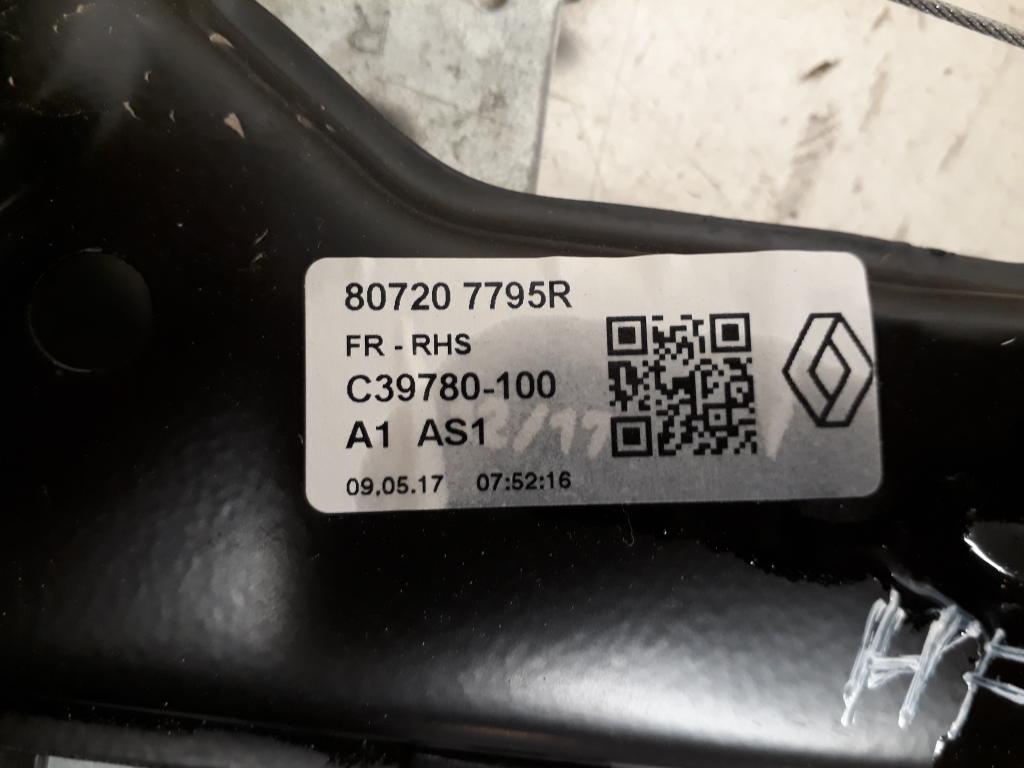 80720 7795R
FR - RHS
C39780-100
A1 AS1
09.05.17 07:52:16